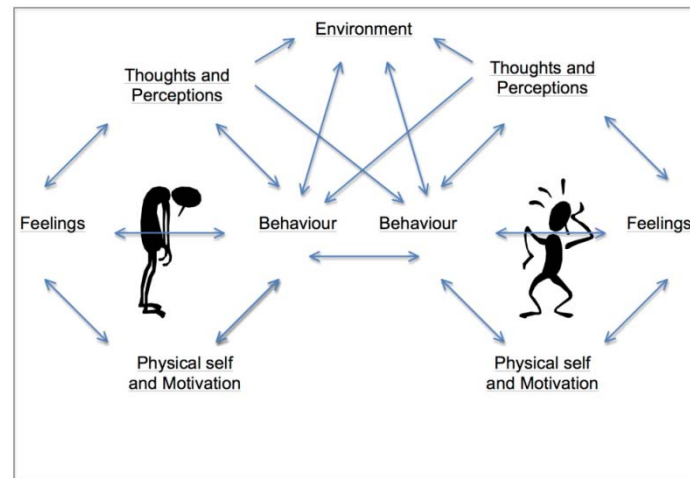 Environment
Thoughts and
Perceptions
Thoughts and
Perceptions
Feelings
Behaviour
Behaviour
Feelings
Physical self
and Motivation
Physical self
and Motivation